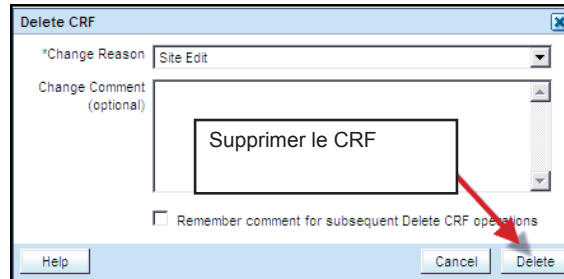 Delete CRF
*Change Reason Site Edit
Change Comment
(optional)
Supprimer le CRF
Remember comment for subsequent Delete CRF operations
Help Cancel Delete